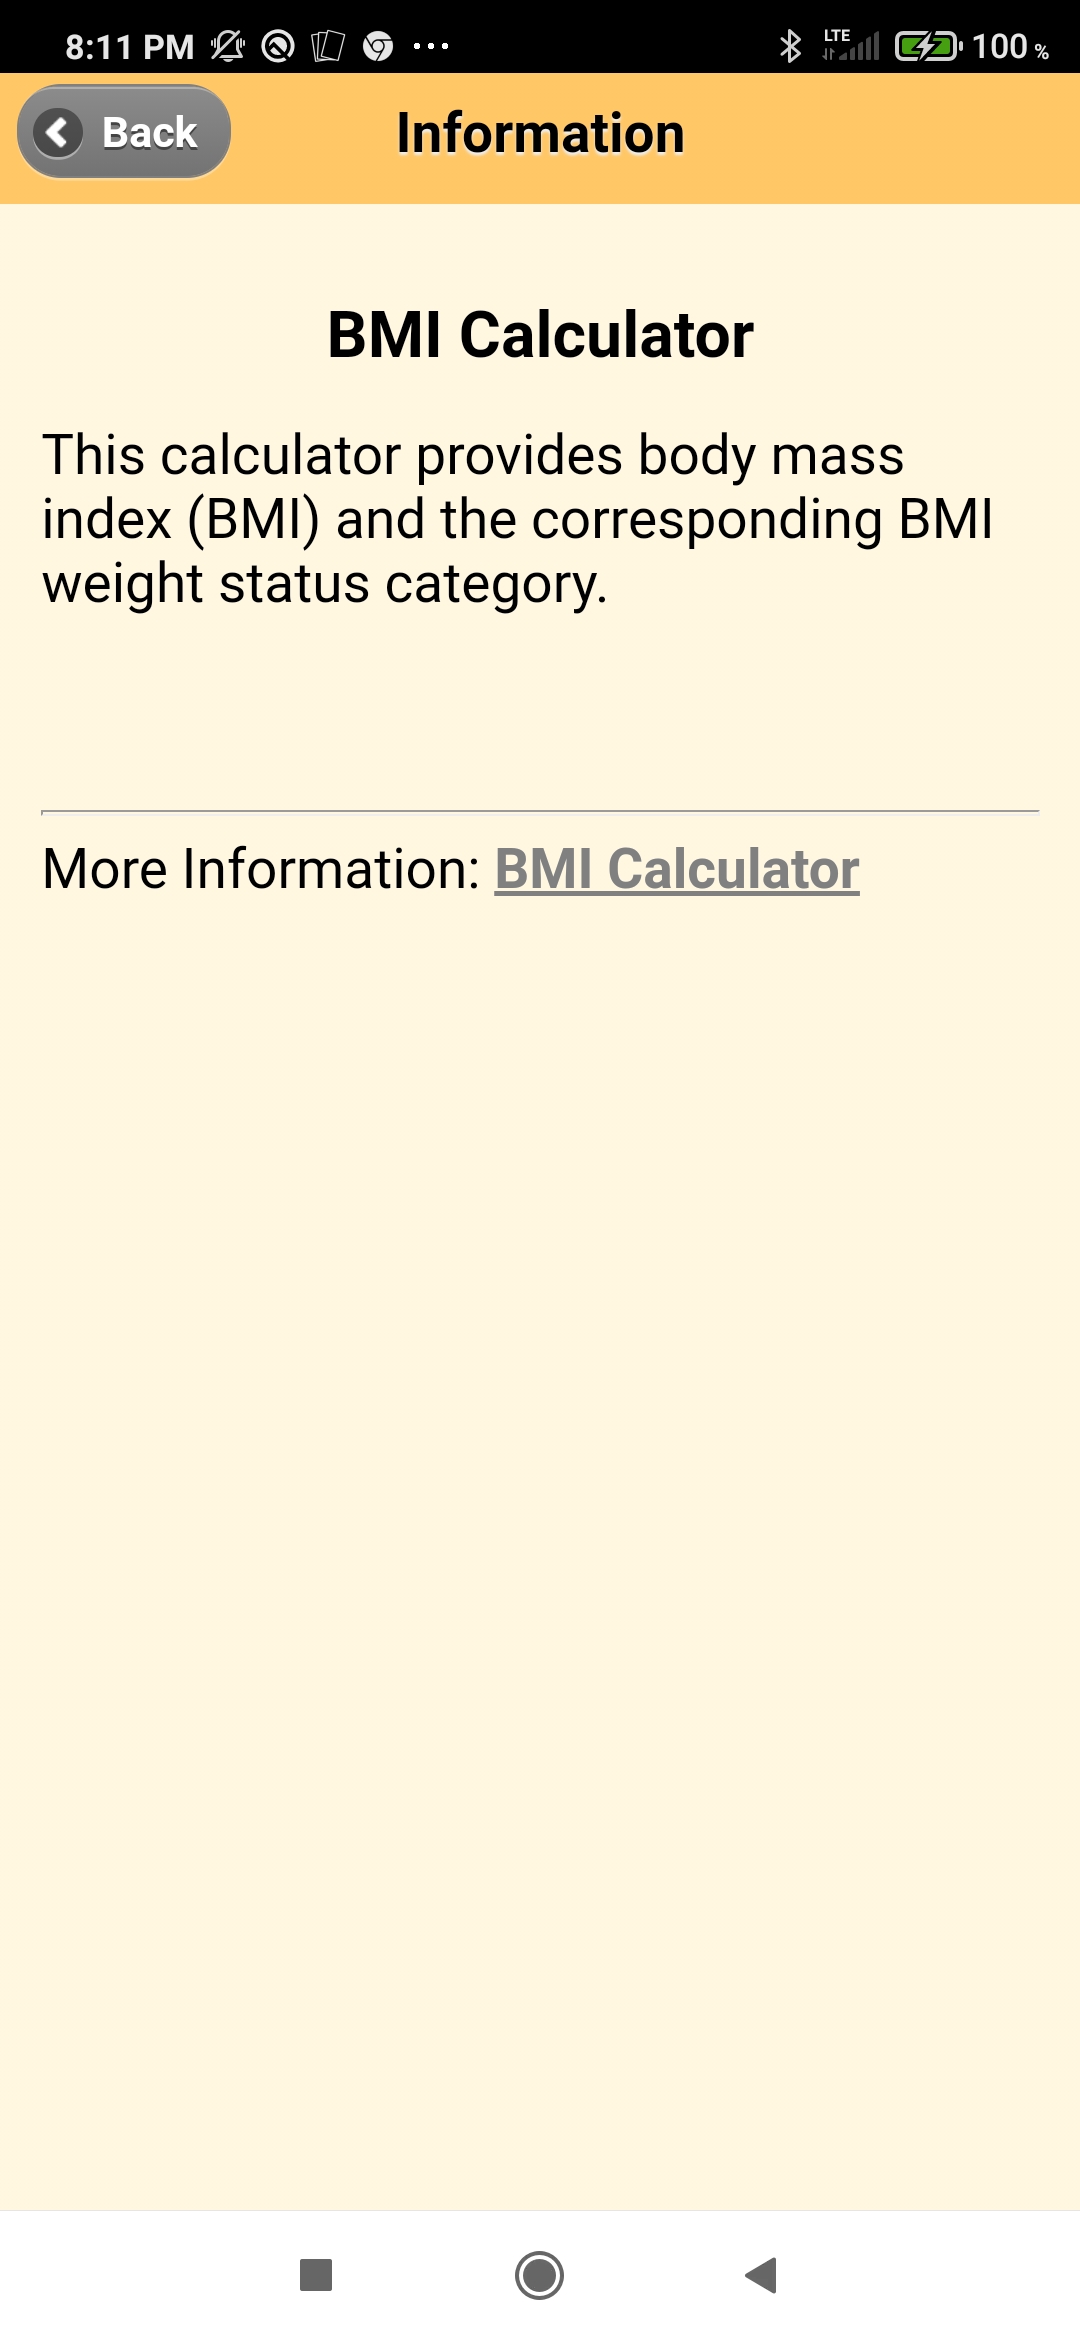 8:11 PM
LTE
100 %
Back
Information
BMI Calculator
This calculator provides body mass
index (BMI) and the corresponding BMI
weight status category.
More Information: BMI Calculator